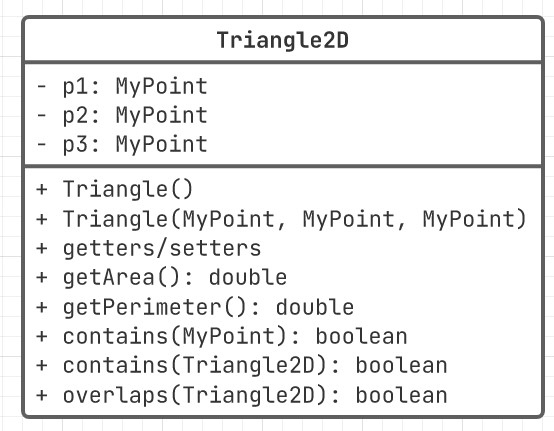 Triangle2D
- p1: MyPoint
- p2: MyPoint
- p3: MyPoint
+ Triangle()
+ Triangle(MyPoint, MyPoint, MyPoint)
+ getters/setters
+ getArea(): double
+ getPerimeter(): double
+ contains(MyPoint): boolean
+ contains(Triangle2D): boolean
+ overlaps(Triangle2D): boolean